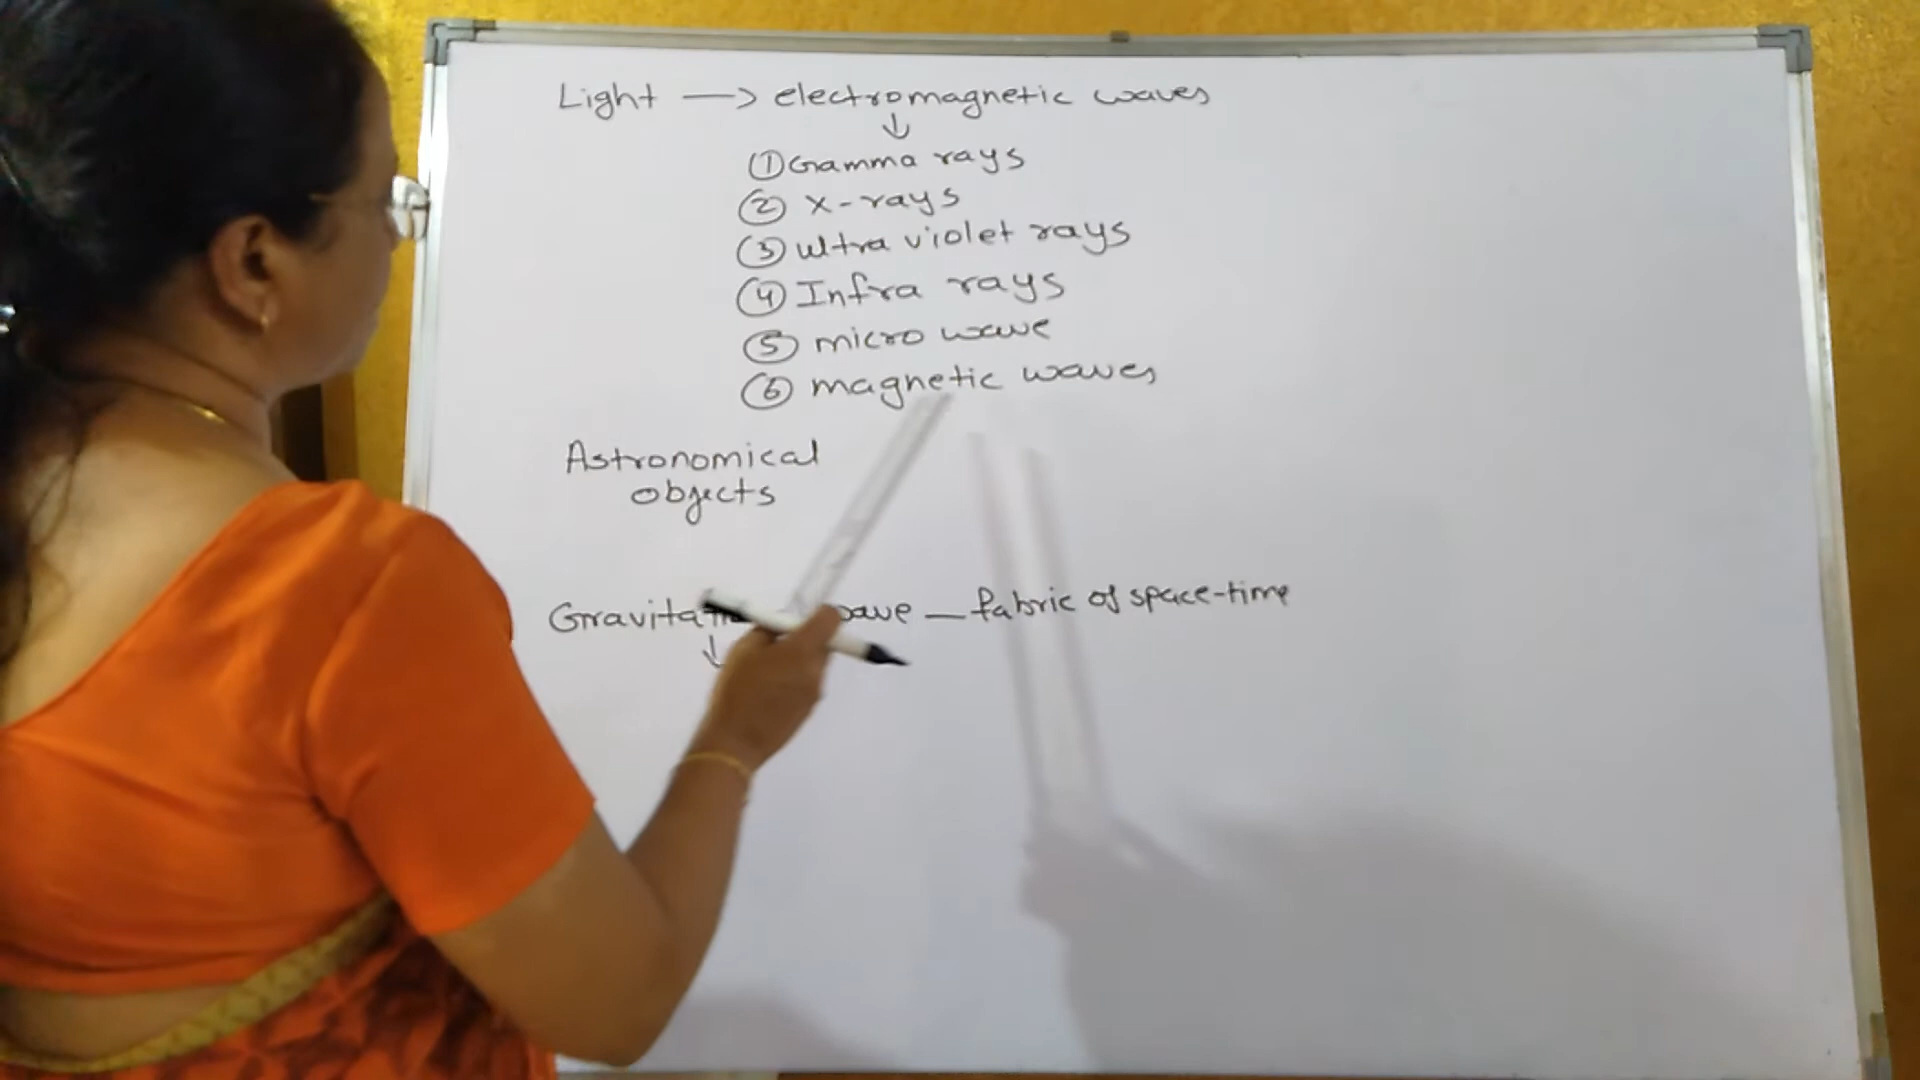 Light —> electromagnetic waves
↓
① Gamma rays
② X-rays
③ ultra violet rays
④ Infra rays
⑤ micro wave
⑥ magnetic waves
Astronomical
objects
— fabric of space-time
↓